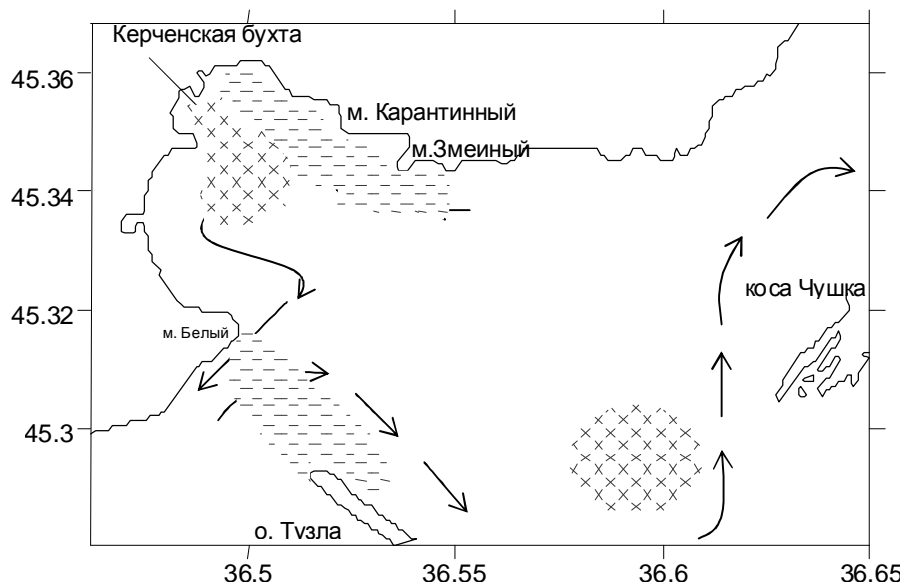 Керченская бухта
45.36
м. Карантинный
м.Змеиный
45.34
коса Чушка
45.32
м. Белый
45.3
о. Тузла
36.5
36.55
36.6
36.65